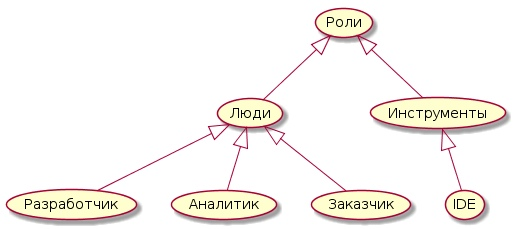 Роли
Люди
Инструменты
Разработчик
Аналитик
Заказчик
IDE